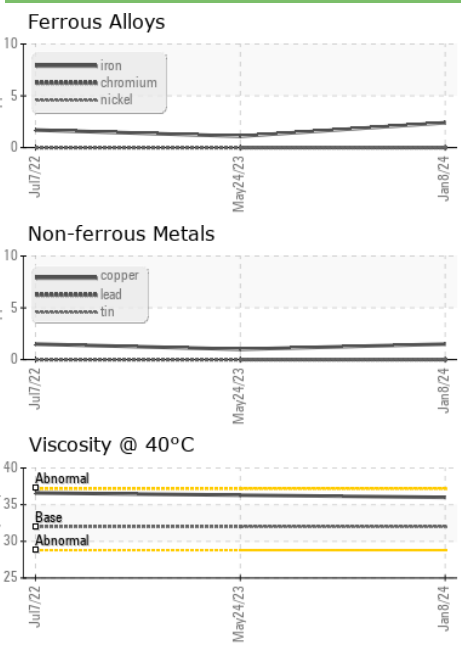 Ferrous Alloys
10
iron
chromium
nickel
5
0
Jul7/22
May24/23
Jan8/24
Non-ferrous Metals
10
copper
lead
tin
5
0
Jul7/22
May24/23
Jan8/24
Viscosity @ 40°C
40
Abnormal
35
Base
30
Abnormal
25
Jul7/22
May24/23
Jan8/24